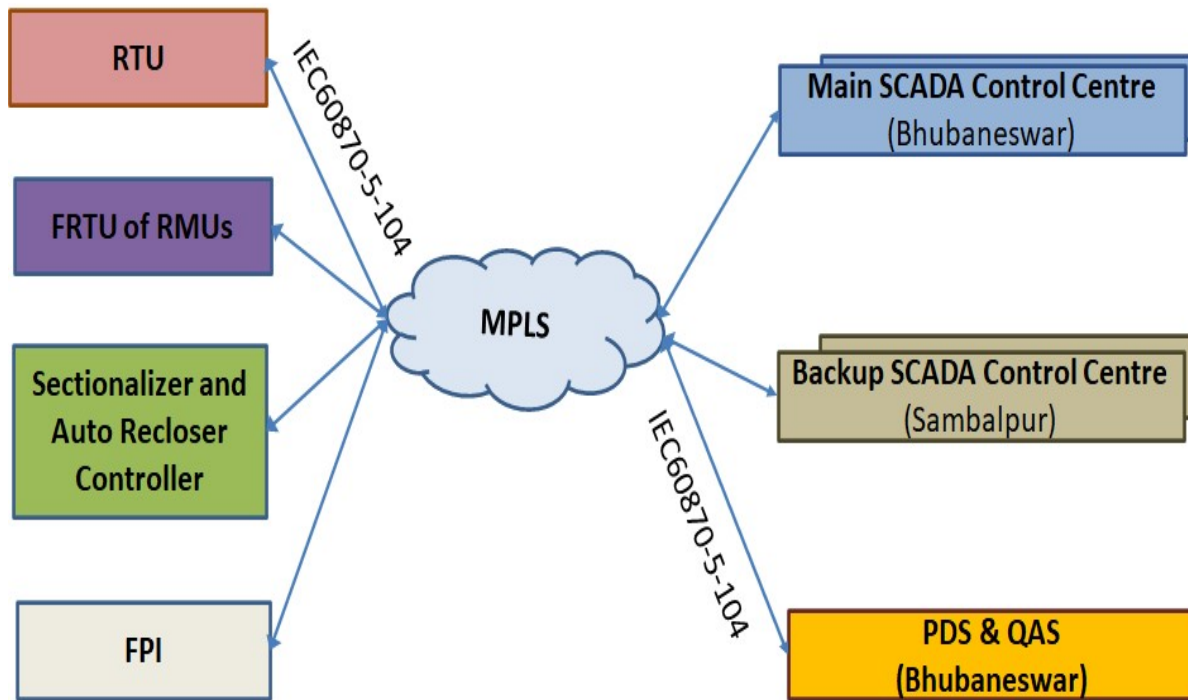 RTU
IEC60870-5-104
Main SCADA Control Centre
(Bhubaneswar)
FRTU of RMUs
MPLS
Sectionalizer and
Auto Recloser
Controller
Backup SCADA Control Centre
(Sambalpur)
IEC60870-5-104
FPI
PDS & QAS
(Bhubaneswar)